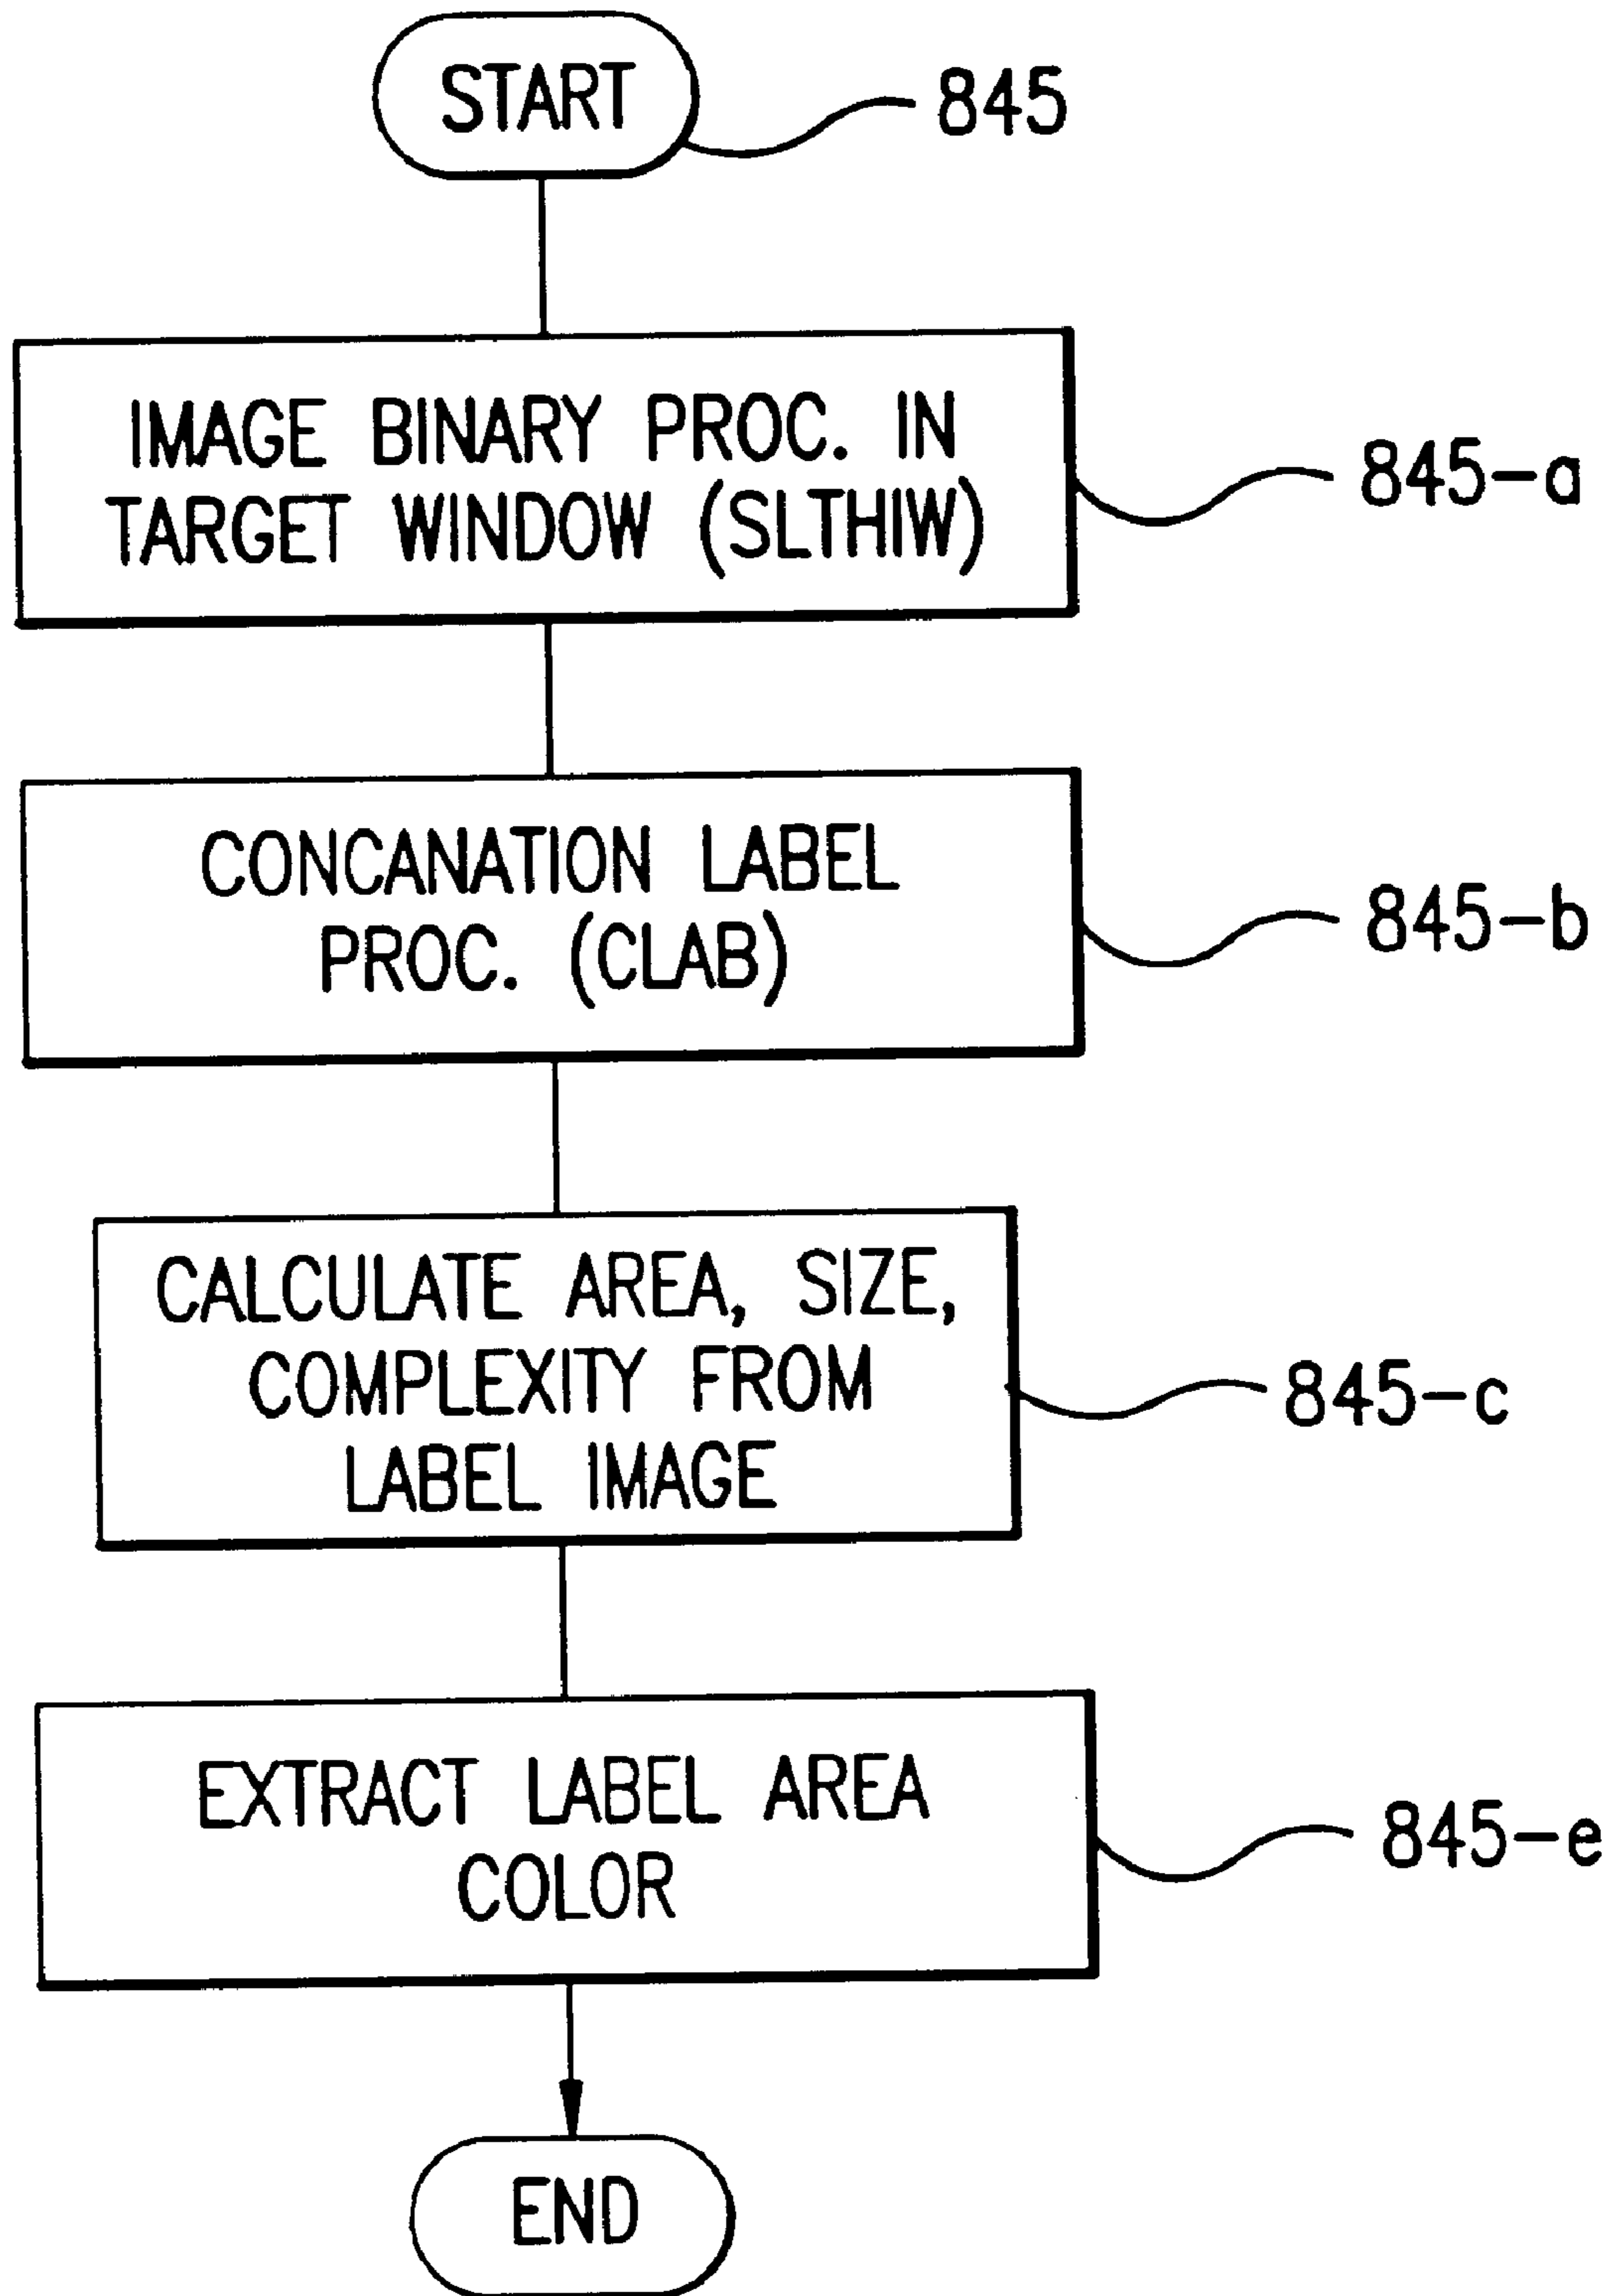 START
845
IMAGE BINARY PROC. IN
TARGET WINDOW (SLTHIW)
845-a
CONCANATION LABEL
PROC. (CLAB)
845-b
CALCULATE AREA, SIZE,
COMPLEXITY FROM
LABEL IMAGE
845-c
EXTRACT LABEL AREA
COLOR
845-e
END